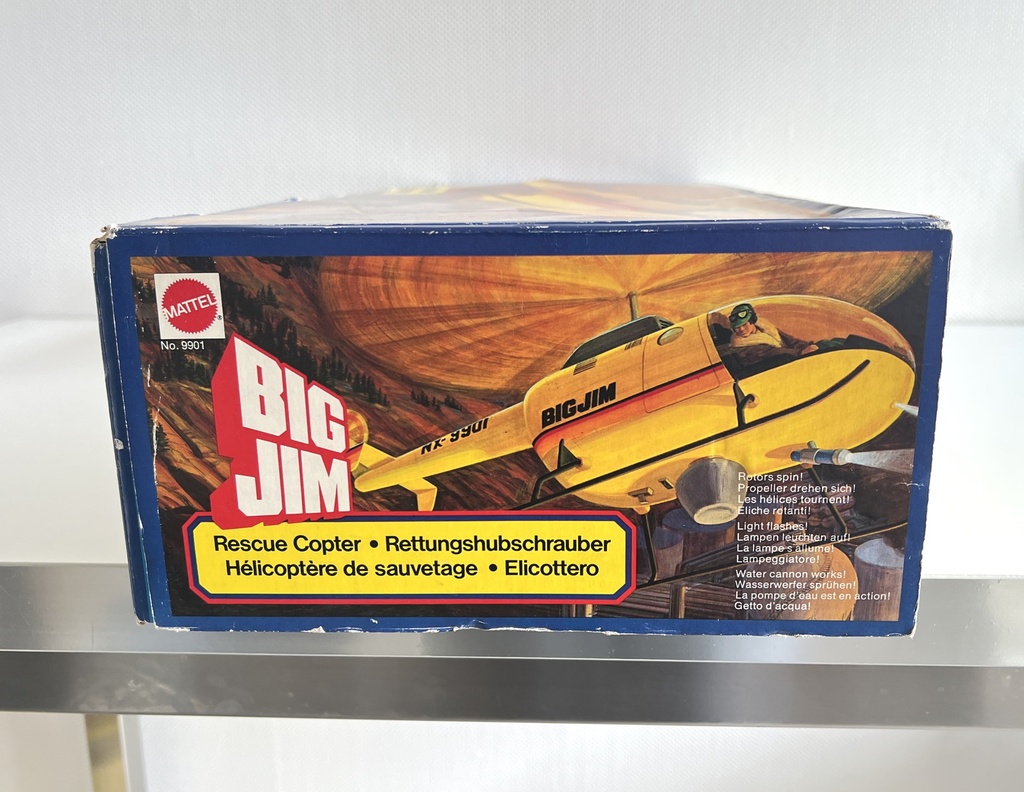 MATTEL
®
No. 9901
BIG
JIM
BIG JIM
NX-9901
Rescue Copter • Rettungshubschrauber
Hélicoptère de sauvetage • Elicottero
Rotors spin!
Propeller drehen sich!
Les hélices tournent!
Eliche rotanti!
Light flashes!
Lampen leuchten auf!
La lampe s'allume!
Lampeggiatore!
Water cannon works!
Wasserwerfer sprühen!
La pompe d'eau est en action!
Getto d'acqua!